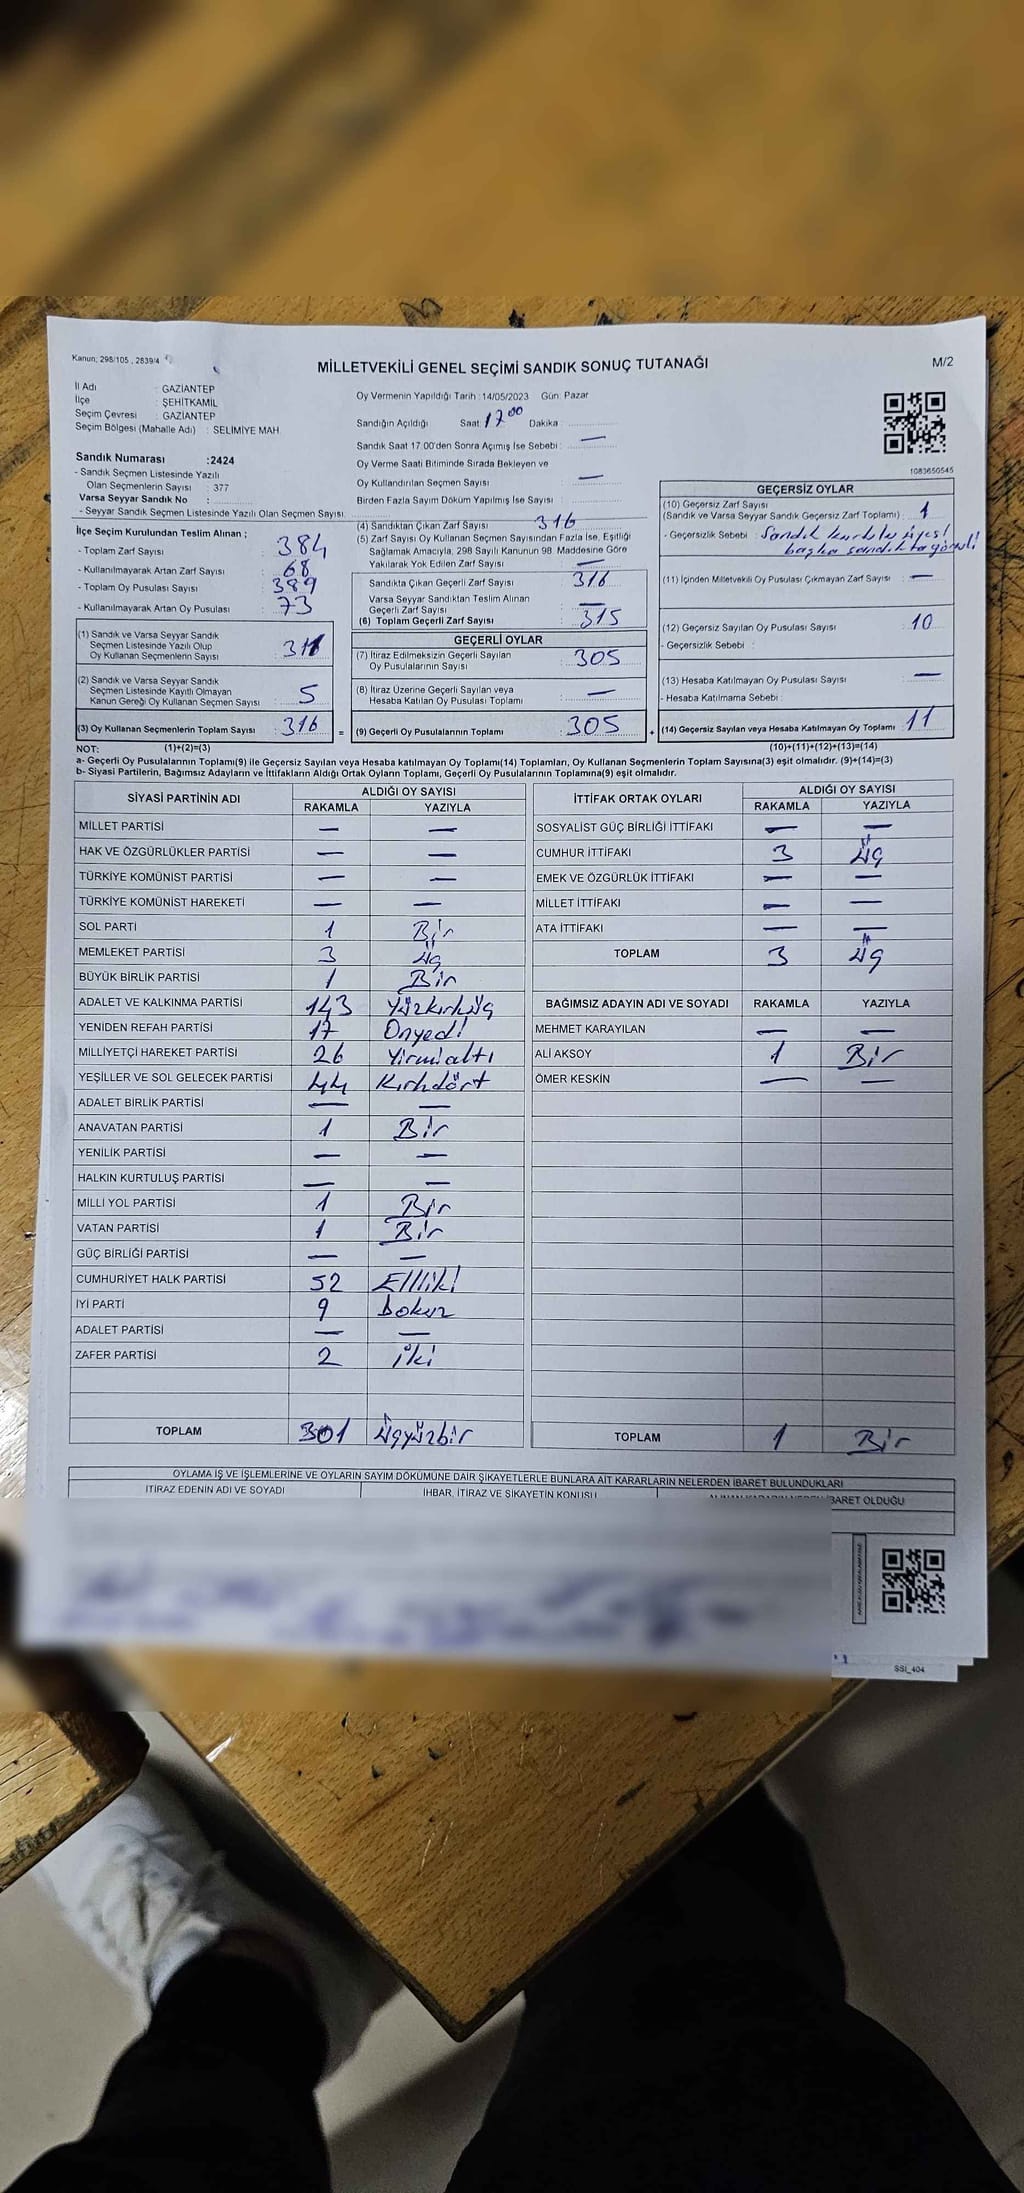 Kanun; 298/105 , 2839/4
MİLLETVEKİLİ GENEL SEÇİMİ SANDIK SONUÇ TUTANAĞI
M/2
İl Adı : GAZİANTEP
İlçe : ŞEHİTKAMİL
Seçim Çevresi : GAZİANTEP
Seçim Bölgesi (Mahalle Adı) : SELİMİYE MAH.
Oy Vermenin Yapıldığı Tarih :14/05/2023 Gün: Pazar
Sandığın Açıldığı Saat: 17 00 Dakika :
Sandık Saat 17.00'den Sonra Açımış İse Sebebi : —
Oy Verme Saati Bitiminde Sırada Bekleyen ve
Oy Kullandırılan Seçmen Sayısı : —
Birden Fazla Sayım Döküm Yapılmış İse Sayısı :
1083650545
Sandık Numarası :2424
- Sandık Seçmen Listesinde Yazılı
Olan Seçmenlerin Sayısı : 377
Varsa Seyyar Sandık No :
- Seyyar Sandık Seçmen Listesinde Yazılı Olan Seçmen Sayısı:
İlçe Seçim Kurulundan Teslim Alınan ;
- Toplam Zarf Sayısı : 384
- Kullanılmayarak Artan Zarf Sayısı : 68
- Toplam Oy Pusulası Sayısı : 389
- Kullanılmayarak Artan Oy Pusulası : 73
(1) Sandık ve Varsa Seyyar Sandık
Seçmen Listesinde Yazılı Olup
Oy Kullanan Seçmenlerin Sayısı : 311
(2) Sandık ve Varsa Seyyar Sandık
Seçmen Listesinde Kayıtlı Olmayan
Kanun Gereği Oy Kullanan Seçmen Sayısı : 5
(3) Oy Kullanan Seçmenlerin Toplam Sayısı : 316 =
(4) Sandıktan Çıkan Zarf Sayısı : 316
(5) Zarf Sayısı Oy Kullanan Seçmen Sayısından Fazla İse, Eşitliği
Sağlamak Amacıyla, 298 Sayılı Kanunun 98. Maddesine Göre
Yakılarak Yok Edilen Zarf Sayısı : —
Sandıkta Çıkan Geçerli Zarf Sayısı : 316
Varsa Seyyar Sandıktan Teslim Alınan
Geçerli Zarf Sayısı : —
(6) Toplam Geçerli Zarf Sayısı : 315
GEÇERLİ OYLAR
(7) İtiraz Edilmeksizin Geçerli Sayılan
Oy Pusulalarının Sayısı : 305
(8) İtiraz Üzerine Geçerli Sayılan veya
Hesaba Katılan Oy Pusulası Toplamı : —
(9) Geçerli Oy Pusulalarının Toplamı : 305 +
GEÇERSİZ OYLAR
(10) Geçersiz Zarf Sayısı
(Sandık ve Varsa Seyyar Sandık Geçersiz Zarf Toplamı) : 1
- Geçersizlik Sebebi : Sandık kurulu üyesi
başka sandıkta görevli
(11) İçinden Milletvekili Oy Pusulası Çıkmayan Zarf Sayısı : —
(12) Geçersiz Sayılan Oy Pusulası Sayısı : 10
- Geçersizlik Sebebi :
(13) Hesaba Katılmayan Oy Pusulası Sayısı : —
- Hesaba Katılmama Sebebi :
(14) Geçersiz Sayılan veya Hesaba Katılmayan Oy Toplamı : 11
NOT: (1)+(2)=(3) (10)+(11)+(12)+(13)=(14)
a- Geçerli Oy Pusulalarının Toplamı(9) ile Geçersiz Sayılan veya Hesaba katılmayan Oy Toplamı(14) Toplamları, Oy Kullanan Seçmenlerin Toplam Sayısına(3) eşit olmalıdır. (9)+(14)=(3)
b- Siyasi Partilerin, Bağımsız Adayların ve İttifakların Aldığı Ortak Oyların Toplamı, Geçerli Oy Pusulalarının Toplamına(9) eşit olmalıdır.
SİYASİ PARTİNİN ADI ALDIĞI OY SAYISI
RAKAMLA YAZIYLA
MİLLET PARTİSİ — —
HAK VE ÖZGÜRLÜKLER PARTİSİ — —
TÜRKİYE KOMÜNİST PARTİSİ — —
TÜRKİYE KOMÜNİST HAREKETİ — —
SOL PARTİ 1 Bir
MEMLEKET PARTİSİ 3 üç
BÜYÜK BİRLİK PARTİSİ 1 Bir
ADALET VE KALKINMA PARTİSİ 143 Yüzkırküç
YENİDEN REFAH PARTİSİ 17 Onyedi
MİLLİYETÇİ HAREKET PARTİSİ 26 Yirmialtı
YEŞİLLER VE SOL GELECEK PARTİSİ 44 Kırkdört
ADALET BİRLİK PARTİSİ — —
ANAVATAN PARTİSİ 1 Bir
YENİLİK PARTİSİ — —
HALKIN KURTULUŞ PARTİSİ — —
MİLLİ YOL PARTİSİ 1 Bir
VATAN PARTİSİ 1 Bir
GÜÇ BİRLİĞİ PARTİSİ — —
CUMHURİYET HALK PARTİSİ 52 Elliiki
İYİ PARTİ 9 Dokuz
ADALET PARTİSİ — —
ZAFER PARTİSİ 2 iki
TOPLAM 301 üçyüzbir
İTTİFAK ORTAK OYLARI ALDIĞI OY SAYISI
RAKAMLA YAZIYLA
SOSYALİST GÜÇ BİRLİĞİ İTTİFAKI — —
CUMHUR İTTİFAKI 3 üç
EMEK VE ÖZGÜRLÜK İTTİFAKI — —
MİLLET İTTİFAKI — —
ATA İTTİFAKI — —
TOPLAM 3 üç
BAĞIMSIZ ADAYIN ADI VE SOYADI RAKAMLA YAZIYLA
MEHMET KARAYILAN — —
ALİ AKSOY 1 Bir
ÖMER KESKİN — —
TOPLAM 1 Bir
OYLAMA İŞ VE İŞLEMLERİNE VE OYLARIN SAYIM DÖKÜMÜNE DAİR ŞİKAYETLERLE BUNLARA AİT KARARLARIN NELERDEN İBARET BULUNDUKLARI
İTİRAZ EDENİN ADI VE SOYADI İHBAR, İTİRAZ VE ŞİKAYETİN KONUSU ALINAN KARARIN NEDEN İBARET OLDUĞU
SSI_404